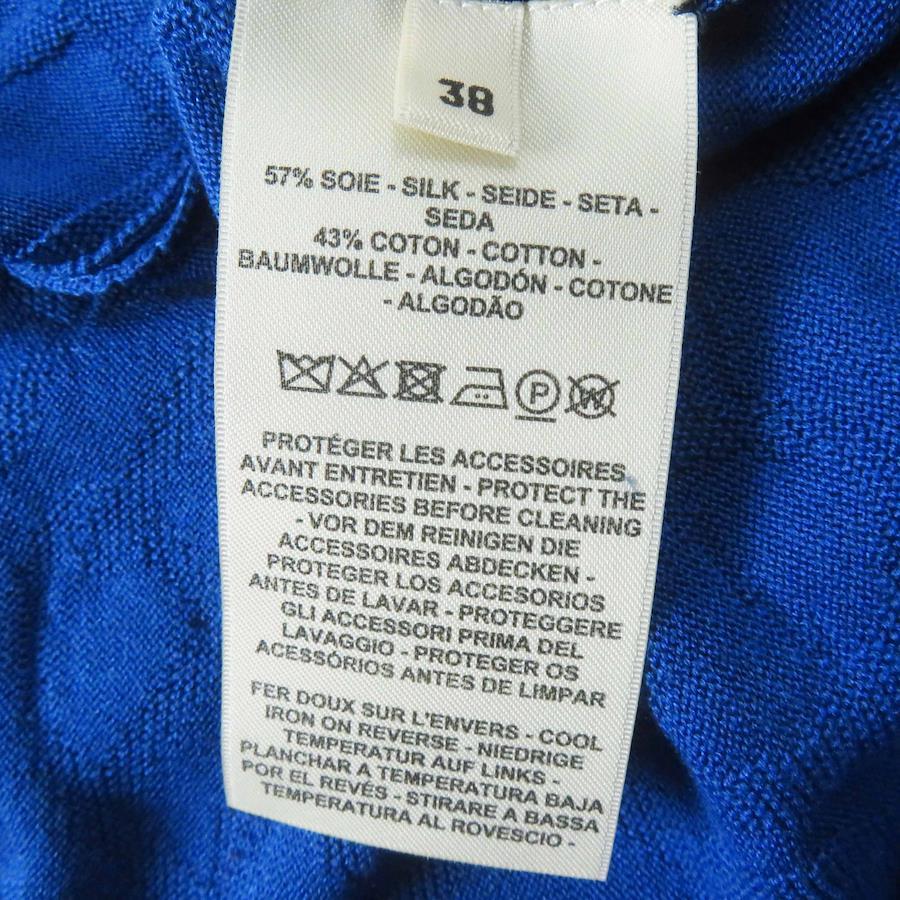 38
57% SOIE - SILK - SEIDE - SETA -
SEDA
43% COTON - COTTON -
BAUMWOLLE - ALGODÓN - COTONE
- ALGODÃO
P W
PROTÉGER LES ACCESSOIRES
AVANT ENTRETIEN - PROTECT THE
ACCESSORIES BEFORE CLEANING
- VOR DEM REINIGEN DIE
ACCESSOIRES ABDECKEN -
PROTEGER LOS ACCESORIOS
ANTES DE LAVAR - PROTEGGERE
GLI ACCESSORI PRIMA DEL
LAVAGGIO - PROTEGER OS
ACESSÓRIOS ANTES DE LIMPAR
FER DOUX SUR L'ENVERS - COOL
IRON ON REVERSE - NIEDRIGE
TEMPERATUR AUF LINKS -
PLANCHAR A TEMPERATURA BAJA
POR EL REVÉS - STIRARE A BASSA
TEMPERATURA AL ROVESCIO -